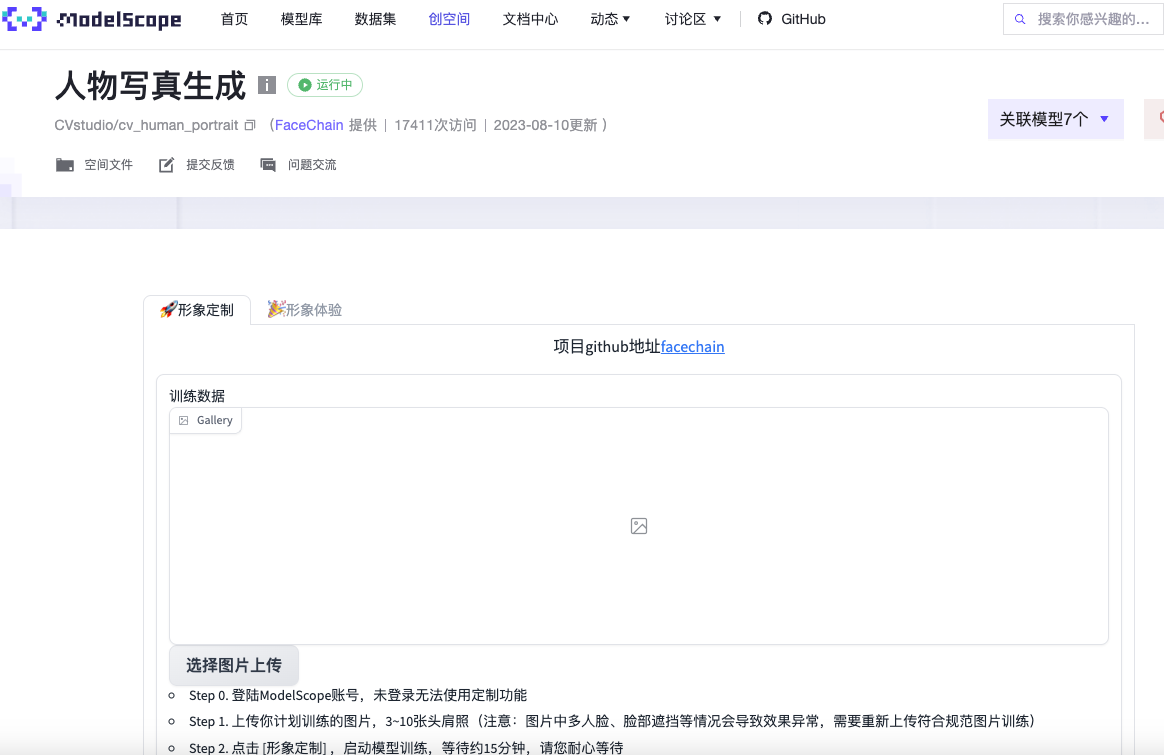 ModelScope 首页 模型库 数据集 创空间 文档中心 动态 讨论区 GitHub 搜索你感兴趣的...
人物写真生成 运行中
CVstudio/cv_human_portrait （FaceChain 提供 | 17411次访问 | 2023-08-10更新 ）
关联模型7个
空间文件 提交反馈 问题交流
🚀形象定制 🎉形象体验
项目github地址facechain
训练数据
Gallery
选择图片上传
Step 0. 登陆ModelScope账号，未登录无法使用定制功能
Step 1. 上传你计划训练的图片，3~10张头肩照（注意：图片中多人脸、脸部遮挡等情况会导致效果异常，需要重新上传符合规范图片训练）
Step 2. 点击 [形象定制] ，启动模型训练，等待约15分钟，请您耐心等待